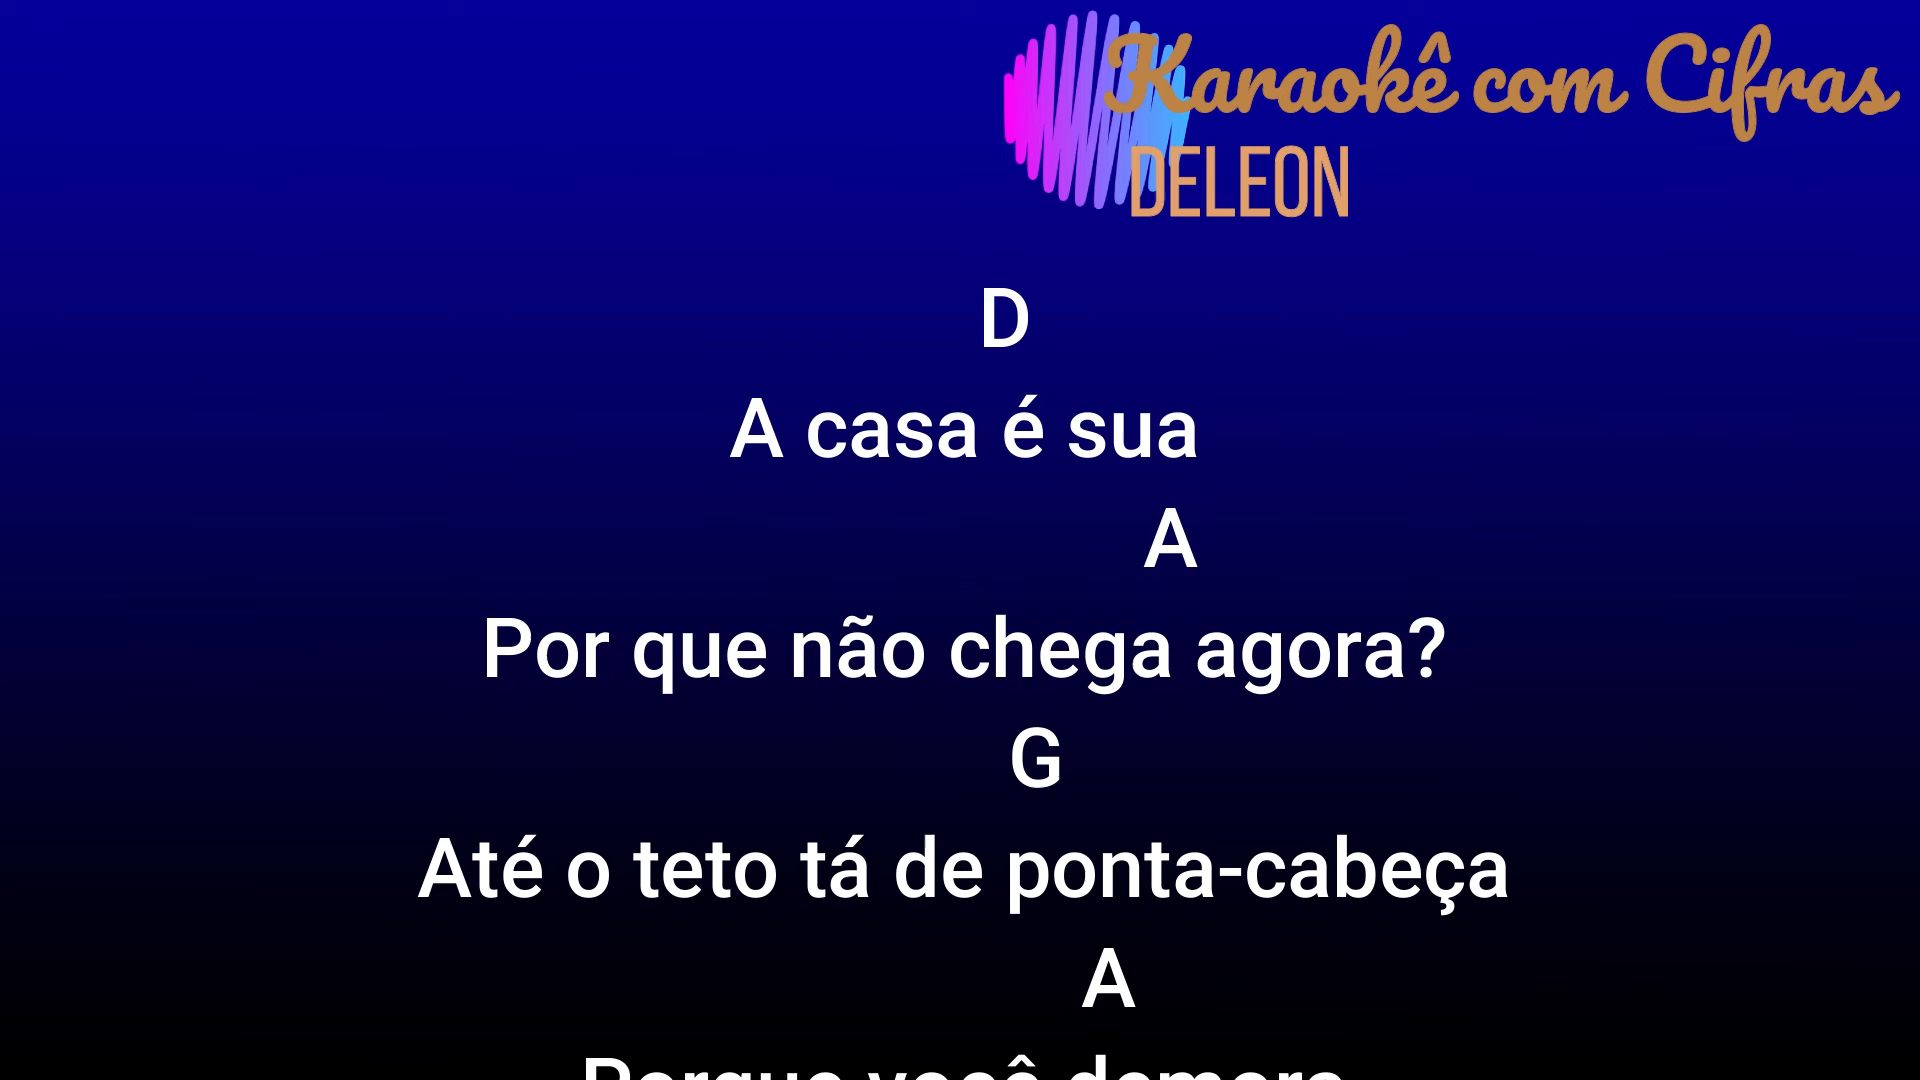 Karaokê com Cifras
DELEON
D
A casa é sua
A
Por que não chega agora?
G
Até o teto tá de ponta-cabeça
A
Porque você demora